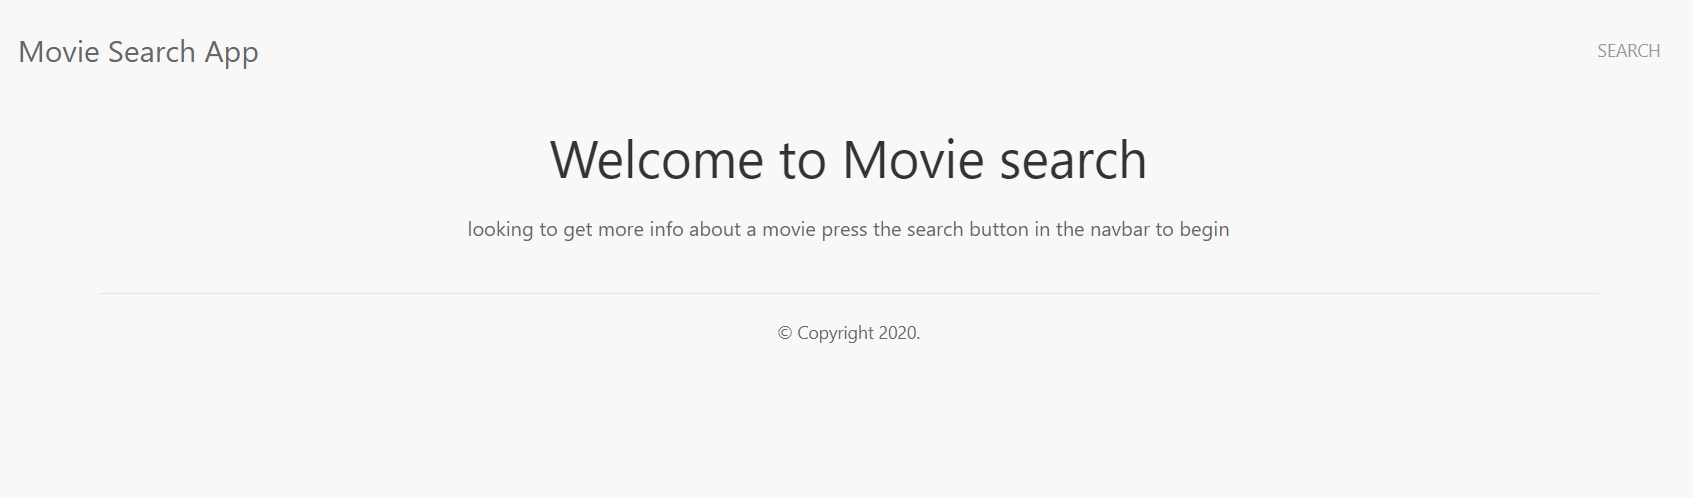 Movie Search App
SEARCH
Welcome to Movie search
looking to get more info about a movie press the search button in the navbar to begin
© Copyright 2020.